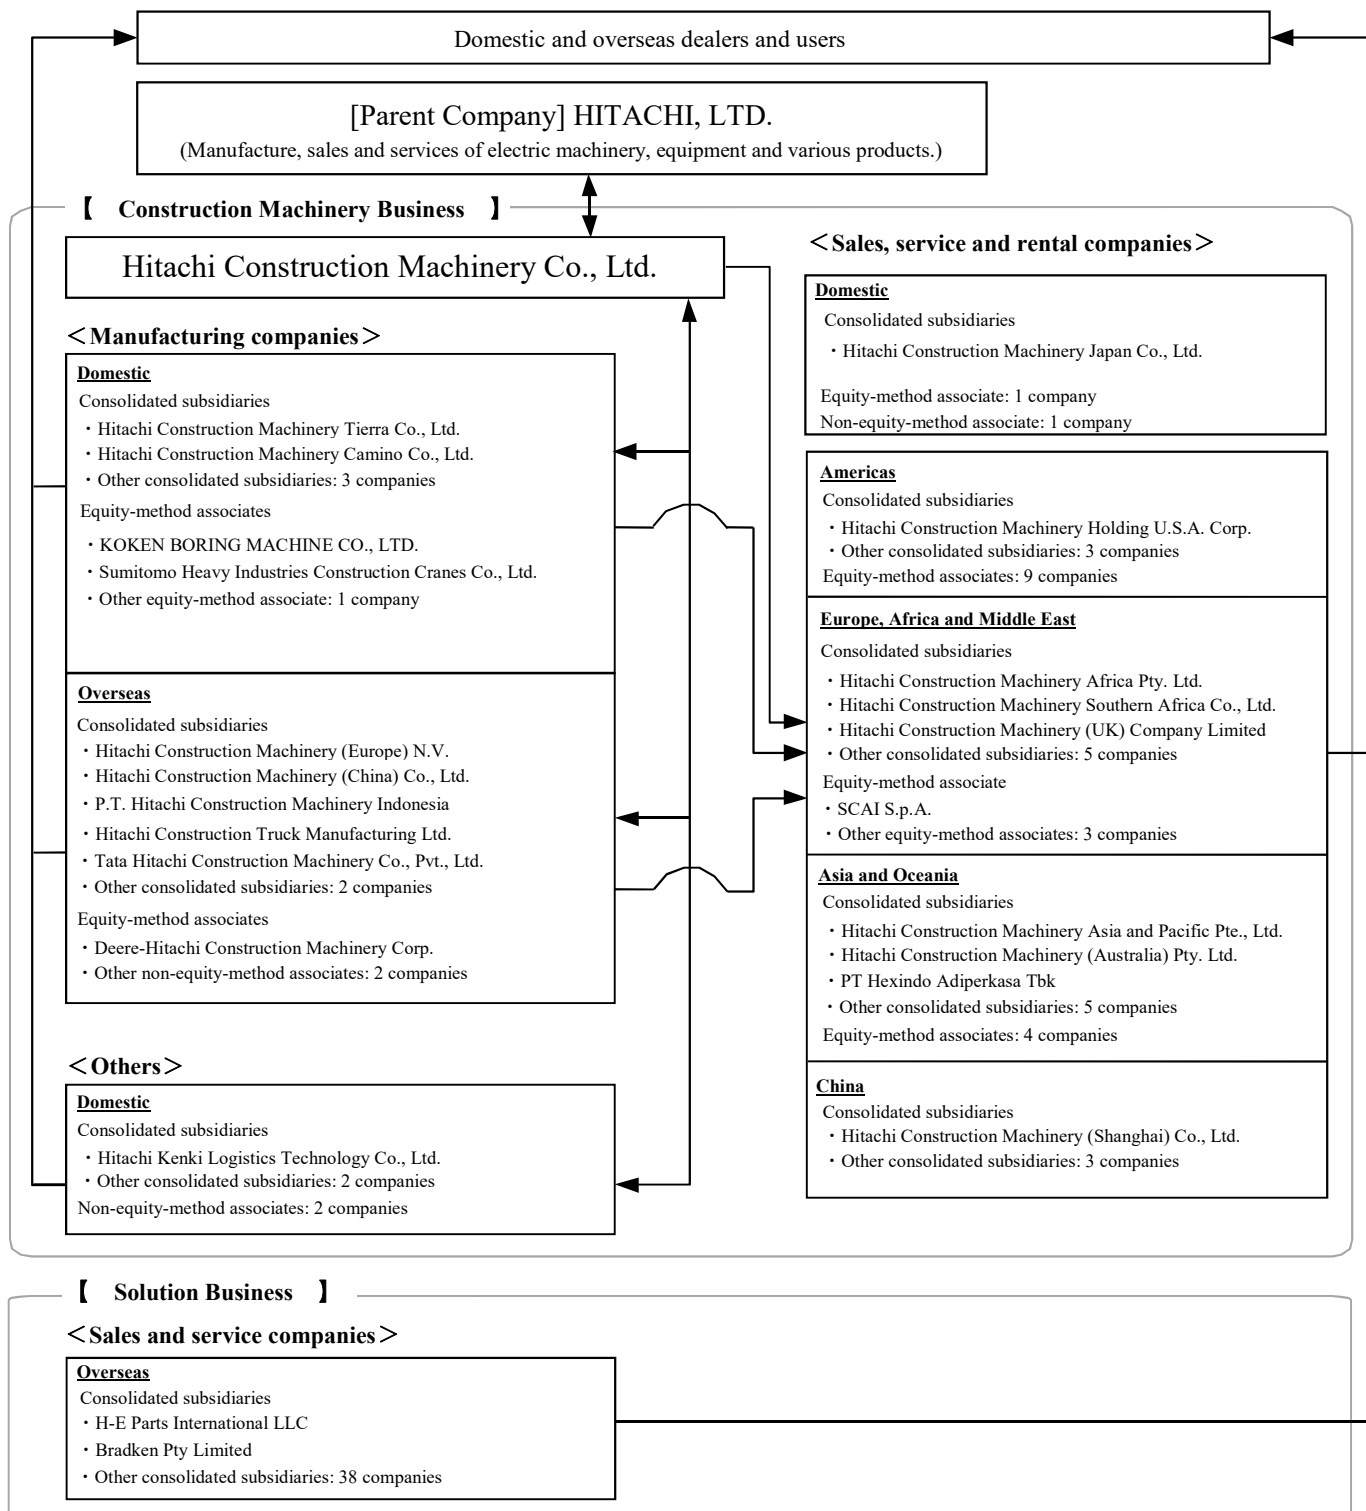 Domestic and overseas dealers and users
[Parent Company] HITACHI, LTD.
(Manufacture, sales and services of electric machinery, equipment and various products.)
【 Construction Machinery Business 】
Hitachi Construction Machinery Co., Ltd.
＜Manufacturing companies＞
Domestic
Consolidated subsidiaries
・Hitachi Construction Machinery Tierra Co., Ltd.
・Hitachi Construction Machinery Camino Co., Ltd.
・Other consolidated subsidiaries: 3 companies
Equity-method associates
・KOKEN BORING MACHINE CO., LTD.
・Sumitomo Heavy Industries Construction Cranes Co., Ltd.
・Other equity-method associate: 1 company
Overseas
Consolidated subsidiaries
・Hitachi Construction Machinery (Europe) N.V.
・Hitachi Construction Machinery (China) Co., Ltd.
・P.T. Hitachi Construction Machinery Indonesia
・Hitachi Construction Truck Manufacturing Ltd.
・Tata Hitachi Construction Machinery Co., Pvt., Ltd.
・Other consolidated subsidiaries: 2 companies
Equity-method associates
・Deere-Hitachi Construction Machinery Corp.
・Other non-equity-method associates: 2 companies
＜Others＞
Domestic
Consolidated subsidiaries
・Hitachi Kenki Logistics Technology Co., Ltd.
・Other consolidated subsidiaries: 2 companies
Non-equity-method associates: 2 companies
＜Sales, service and rental companies＞
Domestic
Consolidated subsidiaries
・Hitachi Construction Machinery Japan Co., Ltd.
Equity-method associate: 1 company
Non-equity-method associate: 1 company
Americas
Consolidated subsidiaries
・Hitachi Construction Machinery Holding U.S.A. Corp.
・Other consolidated subsidiaries: 3 companies
Equity-method associates: 9 companies
Europe, Africa and Middle East
Consolidated subsidiaries
・Hitachi Construction Machinery Africa Pty. Ltd.
・Hitachi Construction Machinery Southern Africa Co., Ltd.
・Hitachi Construction Machinery (UK) Company Limited
・Other consolidated subsidiaries: 5 companies
Equity-method associate
・SCAI S.p.A.
・Other equity-method associates: 3 companies
Asia and Oceania
Consolidated subsidiaries
・Hitachi Construction Machinery Asia and Pacific Pte., Ltd.
・Hitachi Construction Machinery (Australia) Pty. Ltd.
・PT Hexindo Adiperkasa Tbk
・Other consolidated subsidiaries: 5 companies
Equity-method associates: 4 companies
China
Consolidated subsidiaries
・Hitachi Construction Machinery (Shanghai) Co., Ltd.
・Other consolidated subsidiaries: 3 companies
【 Solution Business 】
＜Sales and service companies＞
Overseas
Consolidated subsidiaries
・H-E Parts International LLC
・Bradken Pty Limited
・Other consolidated subsidiaries: 38 companies